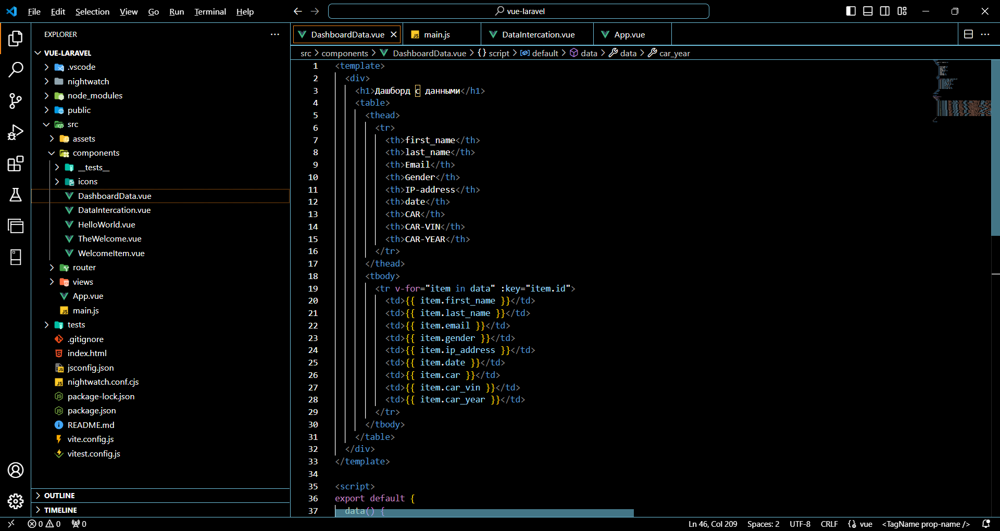 File Edit Selection View Go Run Terminal Help
vue-laravel
EXPLORER
VUE-LARAVEL
.vscode
nightwatch
node_modules
public
src
assets
components
__tests__
icons
DashboardData.vue
DataIntercation.vue
HelloWorld.vue
TheWelcome.vue
WelcomeItem.vue
router
views
App.vue
main.js
tests
.gitignore
index.html
jsconfig.json
nightwatch.conf.cjs
package-lock.json
package.json
README.md
vite.config.js
vitest.config.js
OUTLINE
TIMELINE
DashboardData.vue main.js DataIntercation.vue App.vue
src > components > DashboardData.vue > {} script > default > data > data > car_year
1 <template>
2 <div>
3 <h1>Дашборд с данными</h1>
4 <table>
5 <thead>
6 <tr>
7 <th>first_name</th>
8 <th>last_name</th>
9 <th>Email</th>
10 <th>Gender</th>
11 <th>IP-address</th>
12 <th>date</th>
13 <th>CAR</th>
14 <th>CAR-VIN</th>
15 <th>CAR-YEAR</th>
16 </tr>
17 </thead>
18 <tbody>
19 <tr v-for="item in data" :key="item.id">
20 <td>{{ item.first_name }}</td>
21 <td>{{ item.last_name }}</td>
22 <td>{{ item.email }}</td>
23 <td>{{ item.gender }}</td>
24 <td>{{ item.ip_address }}</td>
25 <td>{{ item.date }}</td>
26 <td>{{ item.car }}</td>
27 <td>{{ item.car_vin }}</td>
28 <td>{{ item.car_year }}</td>
29 </tr>
30 </tbody>
31 </table>
32 </div>
33 </template>
34
35 <script>
36 export default {
37 data() {
0 0 0 Ln 46, Col 209 Spaces: 2 UTF-8 CRLF vue <TagName prop-name />